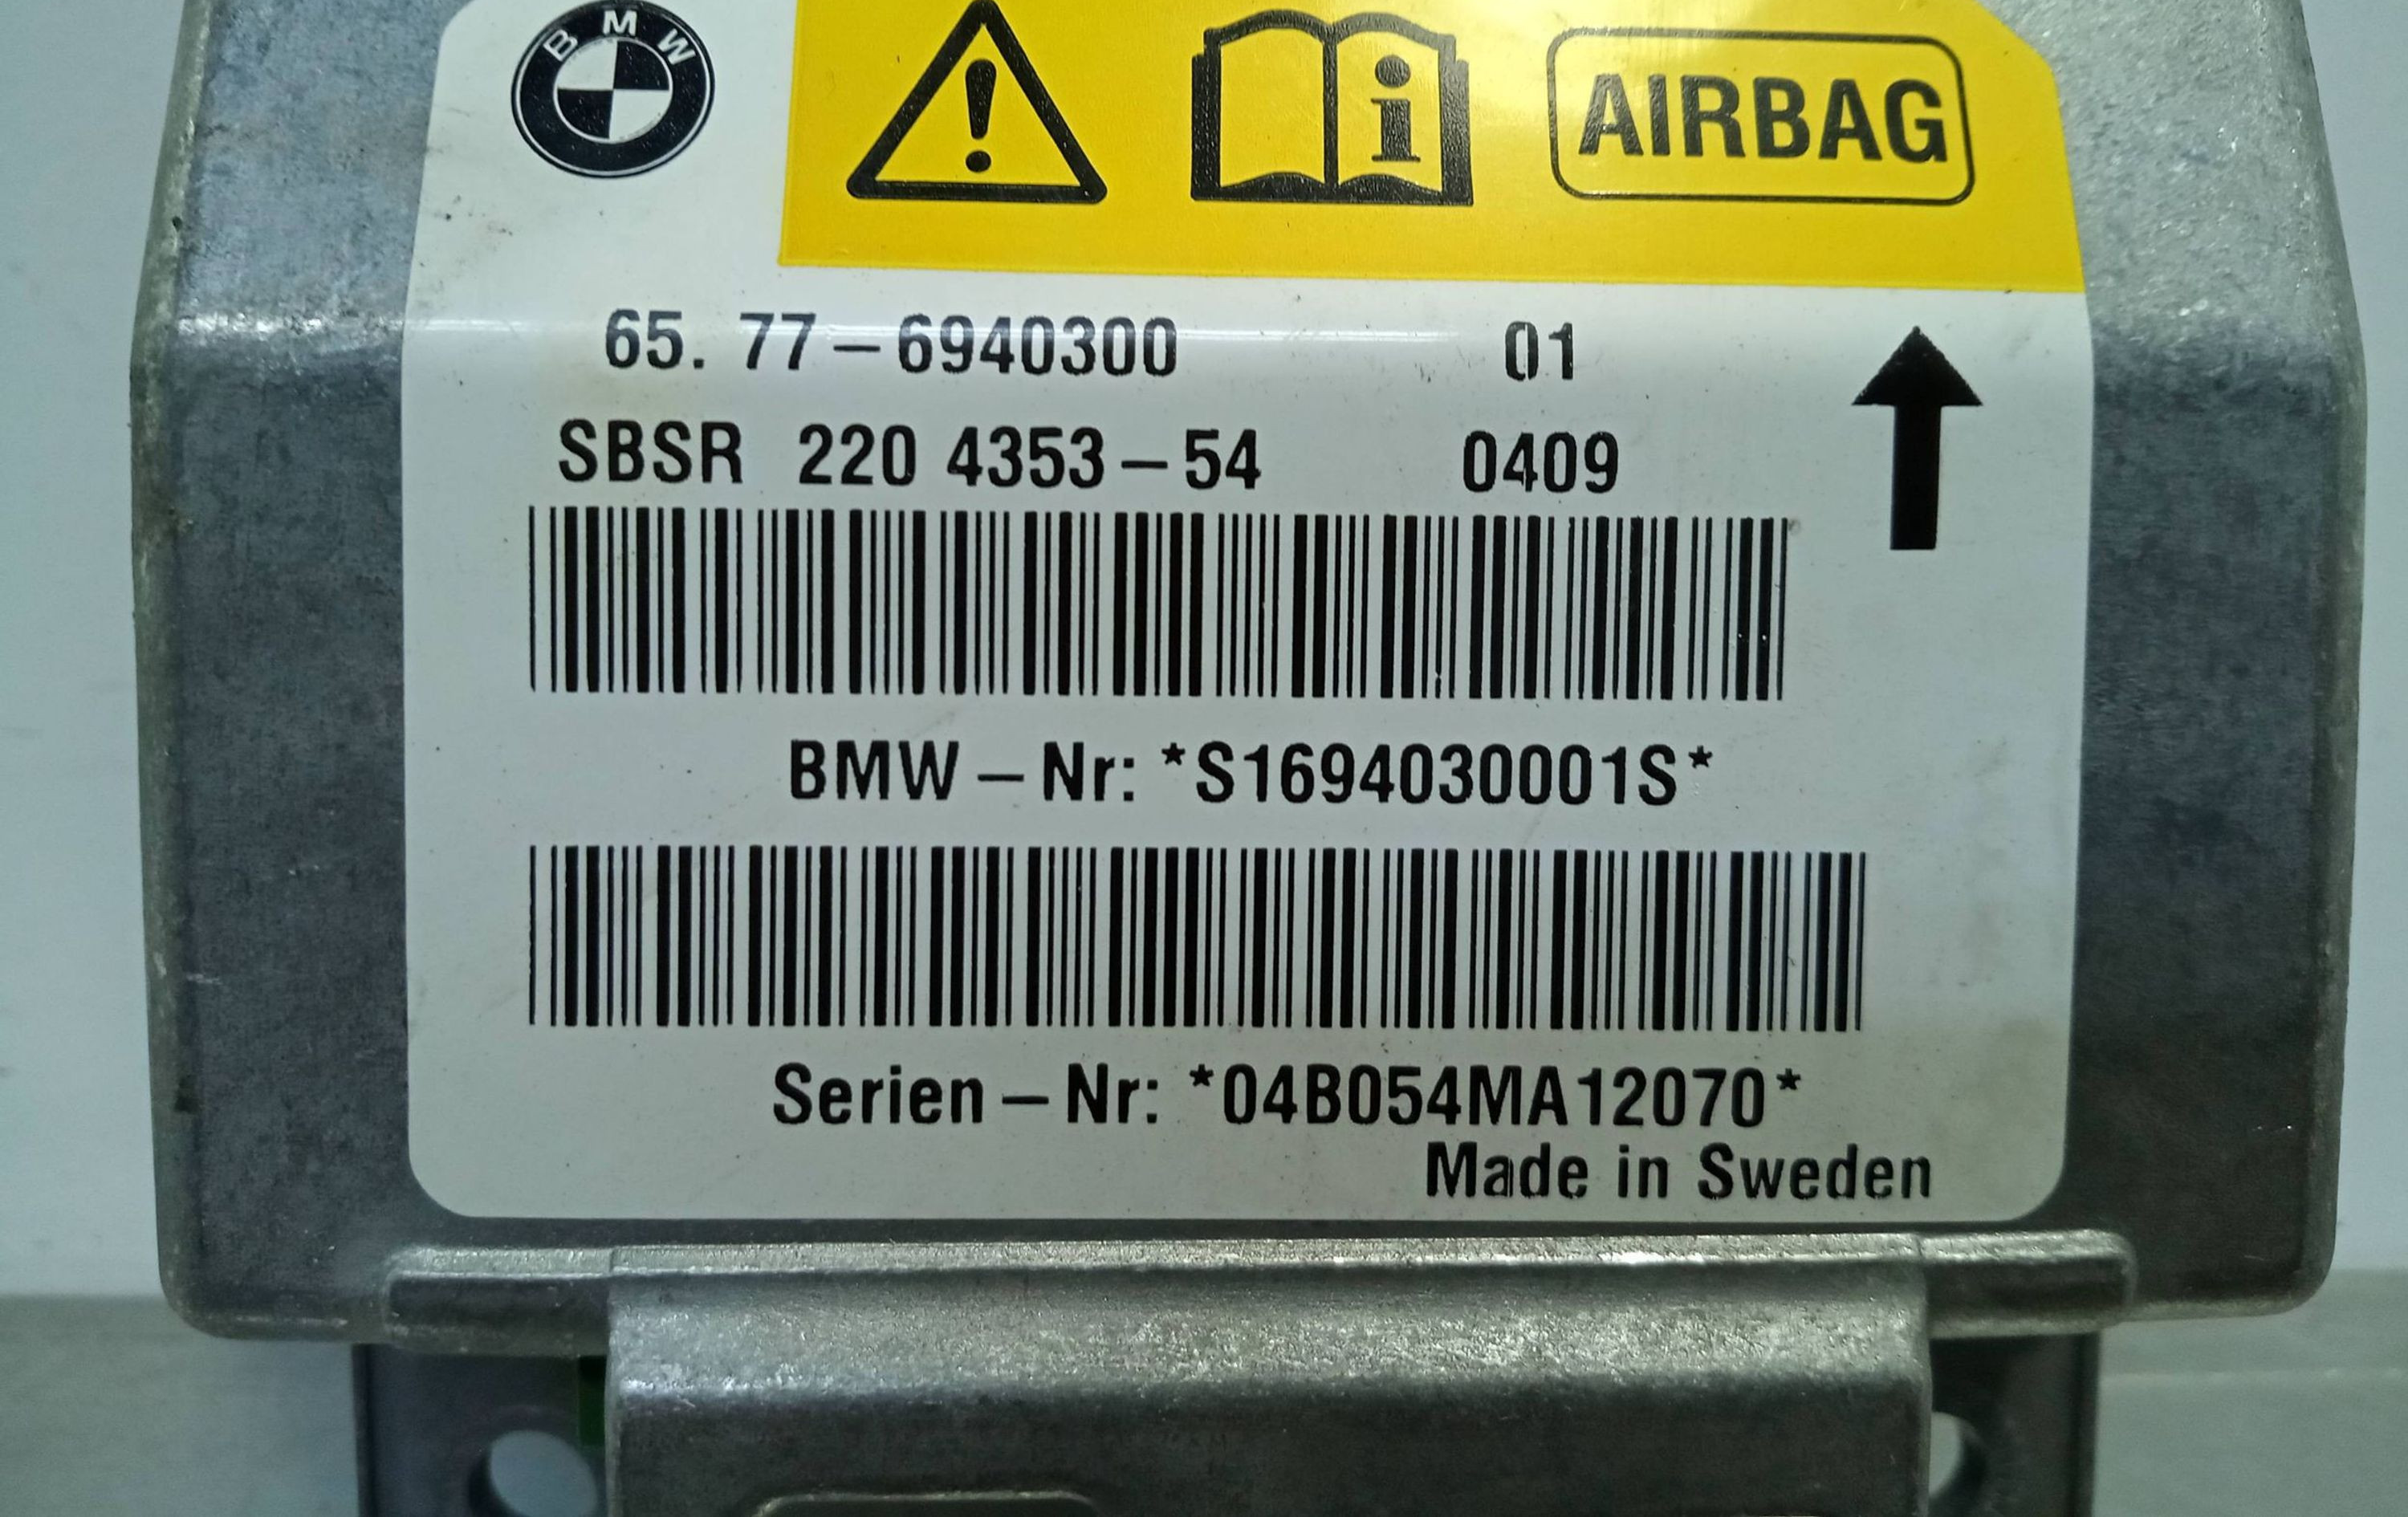 BMW
AIRBAG
65. 77-6940300 01
SBSR 220 4353-54 0409
BMW-Nr: *S1694030001S*
Serien-Nr: *04B054MA12070*
Made in Sweden